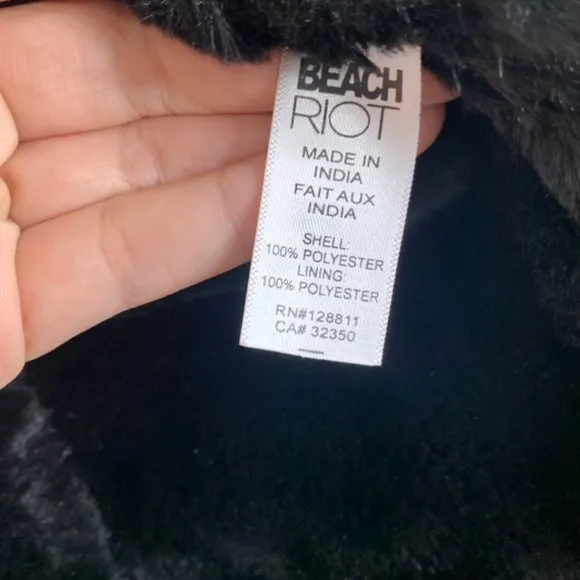 BEACH
RIOT
MADE IN
INDIA
FAIT AUX
INDIA
SHELL:
100% POLYESTER
LINING:
100% POLYESTER
RN#128811
CA# 32350